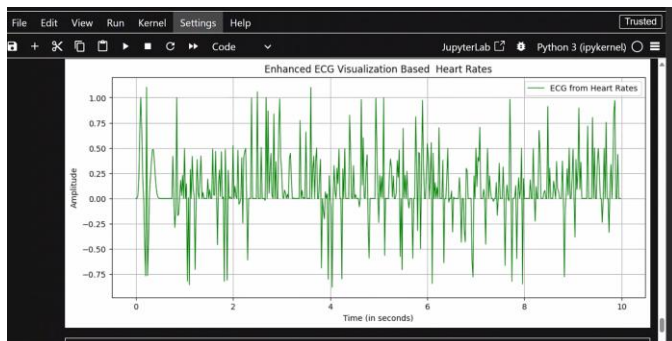 File Edit View Run Kernel Settings Help Trusted
Code JupyterLab Python 3 (ipykernel)
Enhanced ECG Visualization Based  Heart Rates
ECG from Heart Rates
1.00
0.75
0.50
0.25
0.00
−0.25
−0.50
−0.75
Amplitude
0 2 4 6 8 10
Time (in seconds)